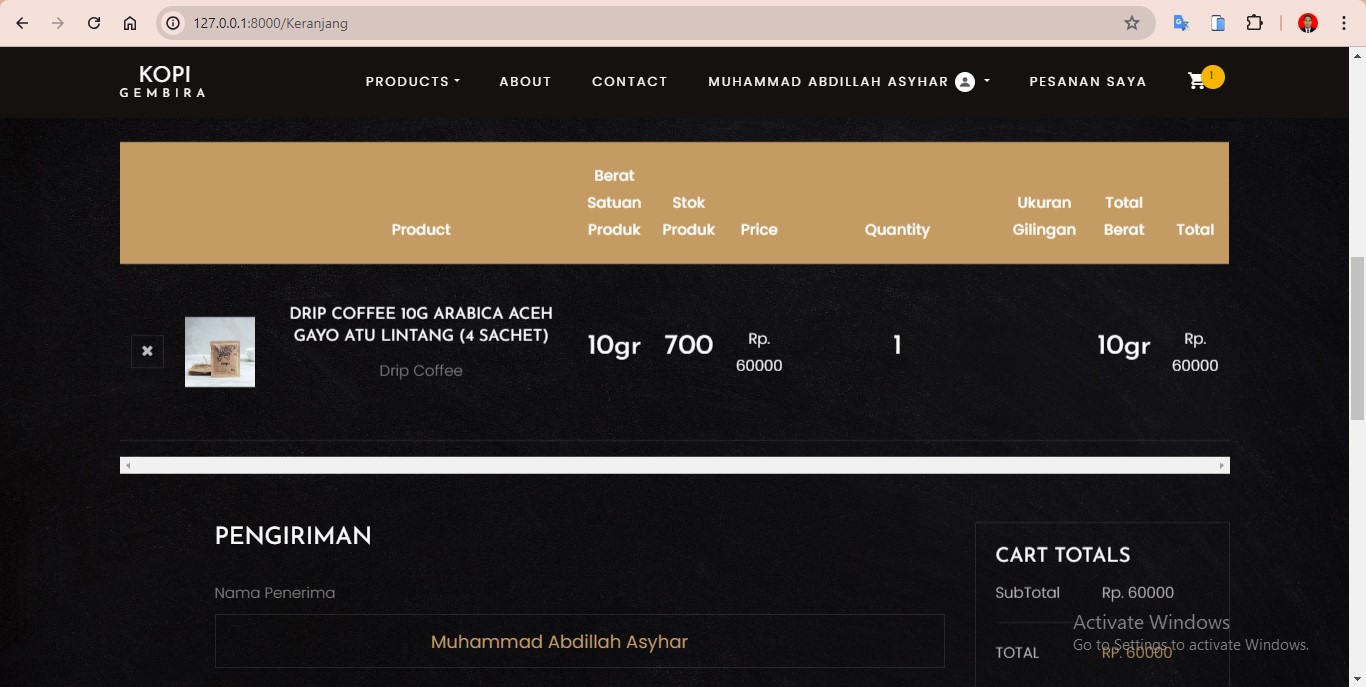 127.0.0.1:8000/Keranjang
KOPI
GEMBIRA
PRODUCTS
ABOUT
CONTACT
MUHAMMAD ABDILLAH ASYHAR
PESANAN SAYA
1
Product
Berat
Satuan
Produk
Stok
Produk
Price
Quantity
Ukuran
Gilingan
Total
Berat
Total
DRIP COFFEE 10G ARABICA ACEH
GAYO ATU LINTANG (4 SACHET)
Drip Coffee
10gr
700
Rp.
60000
1
10gr
Rp.
60000
PENGIRIMAN
Nama Penerima
Muhammad Abdillah Asyhar
CART TOTALS
SubTotal Rp. 60000
TOTAL RP. 60000
Activate Windows
Go to Settings to activate Windows.